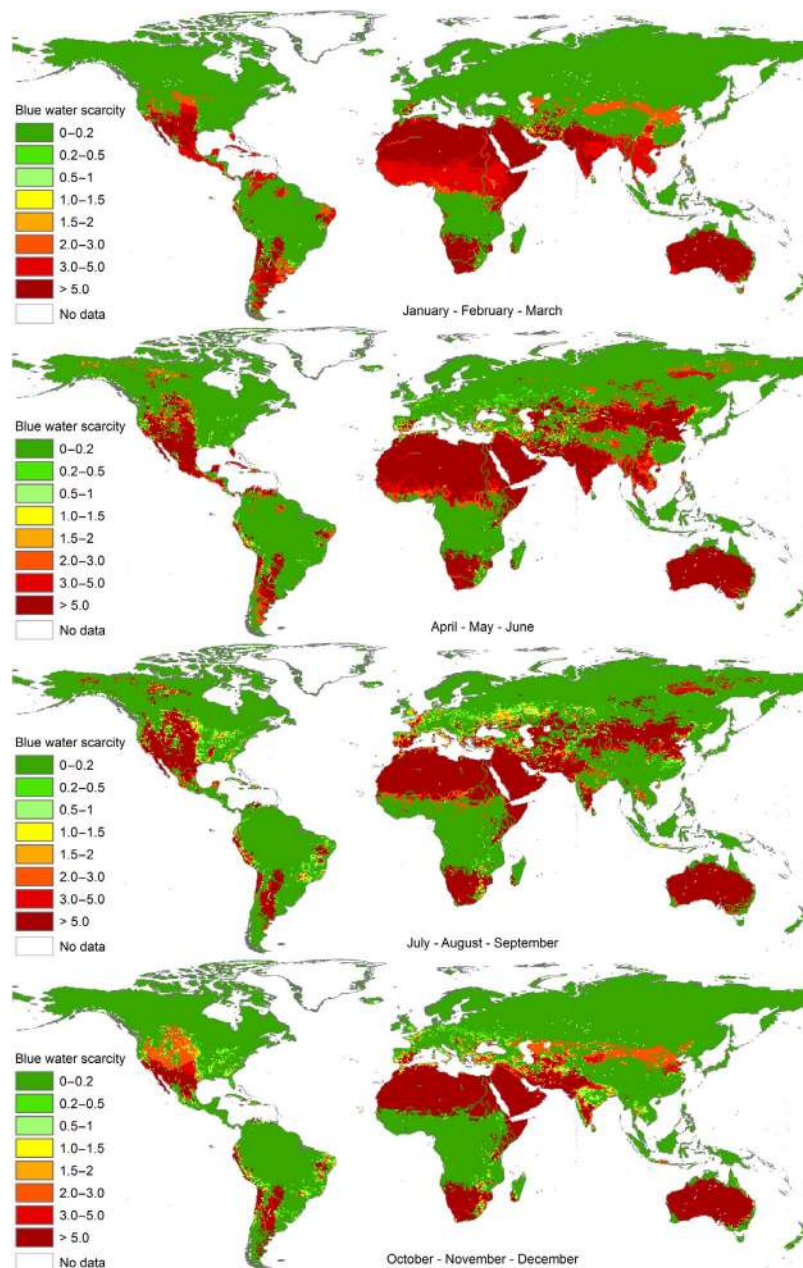 Blue water scarcity
0–0.2
0.2–0.5
0.5–1
1.0–1.5
1.5–2
2.0–3.0
3.0–5.0
> 5.0
No data
January - February - March
Blue water scarcity
0–0.2
0.2–0.5
0.5–1
1.0–1.5
1.5–2
2.0–3.0
3.0–5.0
> 5.0
No data
April - May - June
Blue water scarcity
0–0.2
0.2–0.5
0.5–1
1.0–1.5
1.5–2
2.0–3.0
3.0–5.0
> 5.0
No data
July - August - September
Blue water scarcity
0–0.2
0.2–0.5
0.5–1
1.0–1.5
1.5–2
2.0–3.0
3.0–5.0
> 5.0
No data
October - November - December